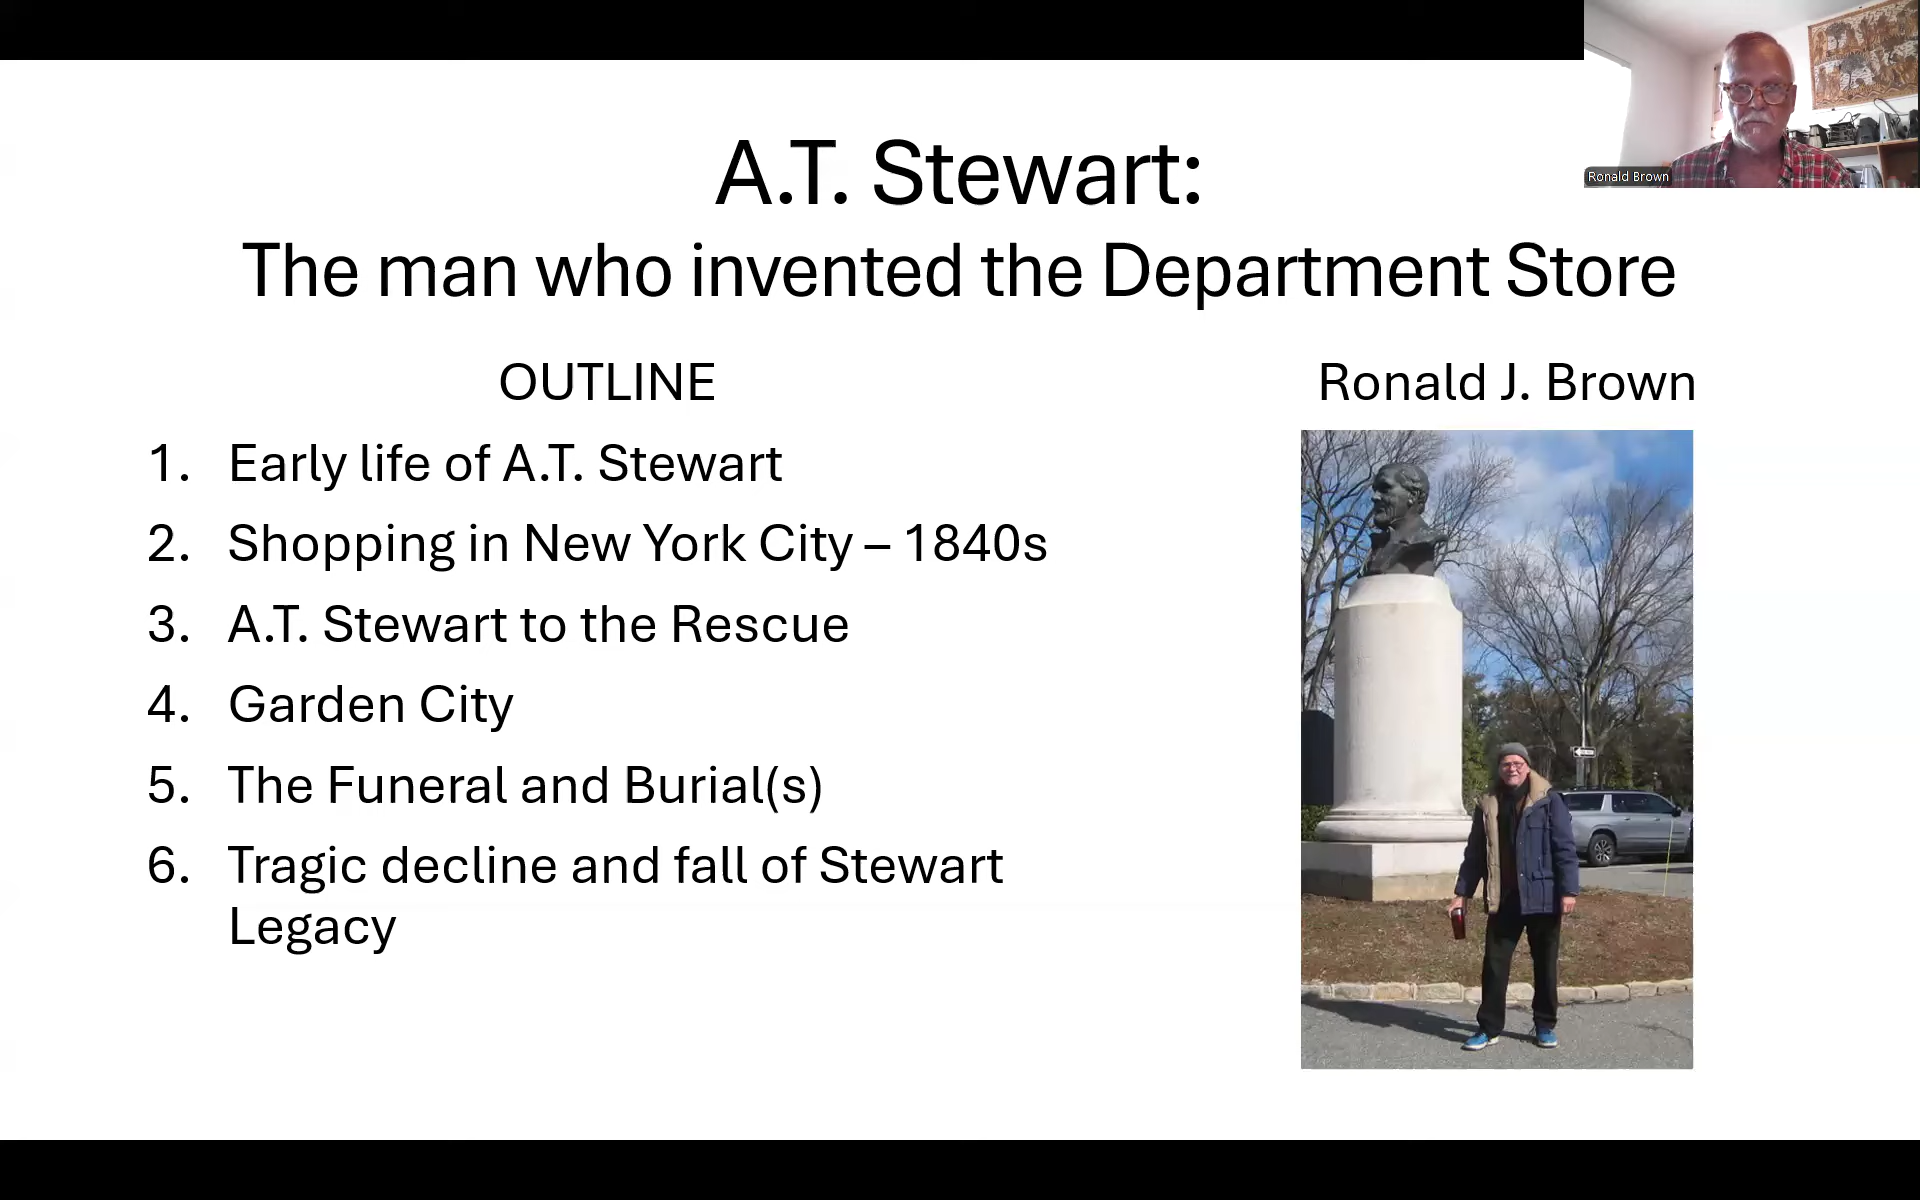 Ronald Brown
A.T. Stewart:
The man who invented the Department Store
OUTLINE
1. Early life of A.T. Stewart
2. Shopping in New York City – 1840s
3. A.T. Stewart to the Rescue
4. Garden City
5. The Funeral and Burial(s)
6. Tragic decline and fall of Stewart
Legacy
Ronald J. Brown